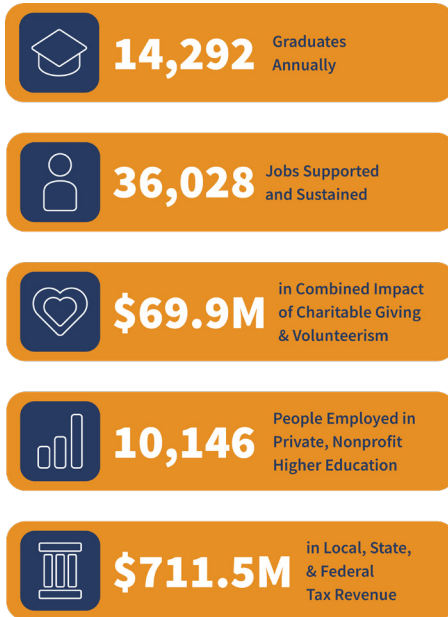 14,292 Graduates
Annually
36,028 Jobs Supported
and Sustained
$69.9M in Combined Impact
of Charitable Giving
& Volunteerism
10,146 People Employed in
Private, Nonprofit
Higher Education
$711.5M in Local, State,
& Federal
Tax Revenue